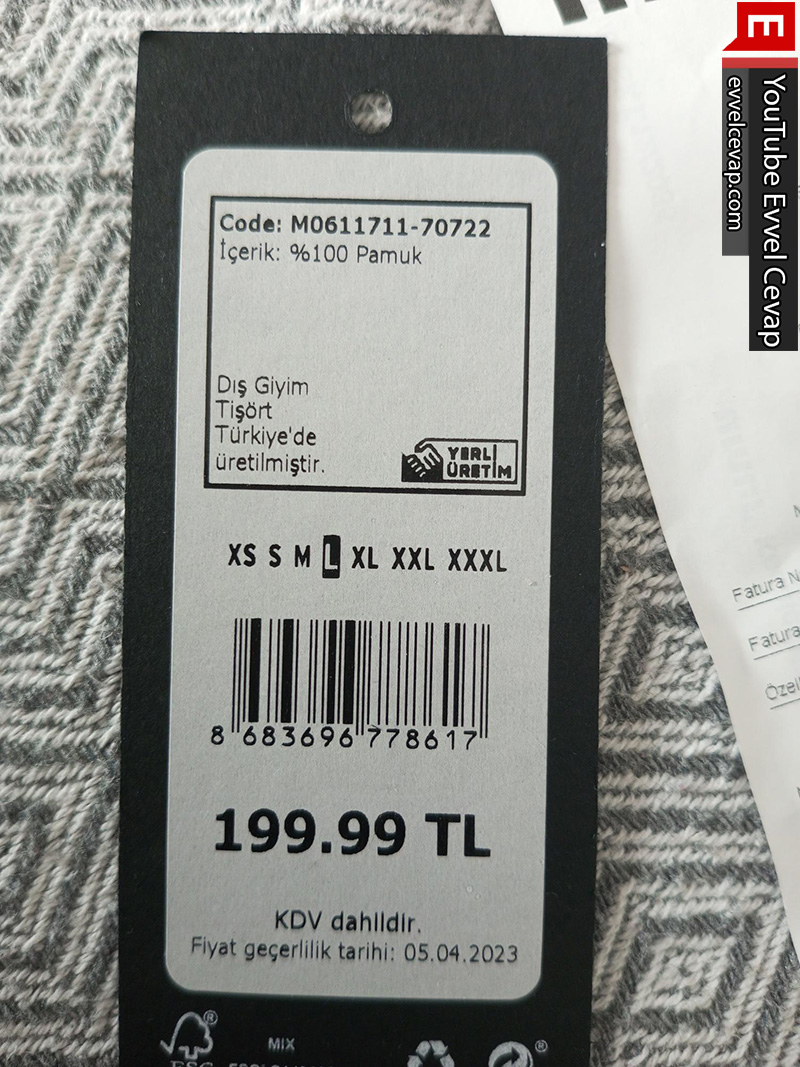 Code: M0611711-70722
İçerik: %100 Pamuk
Dış Giyim
Tişört
Türkiye'de
üretilmiştir.
YERLİ
ÜRETİM
XS S M L XL XXL XXXL
8 683696 778617
199.99 TL
KDV dahildir.
Fiyat geçerlilik tarihi: 05.04.2023
MIX
FSC
Fatura
Fatura
E
YouTube Evvel Cevap
evvelcevap.com